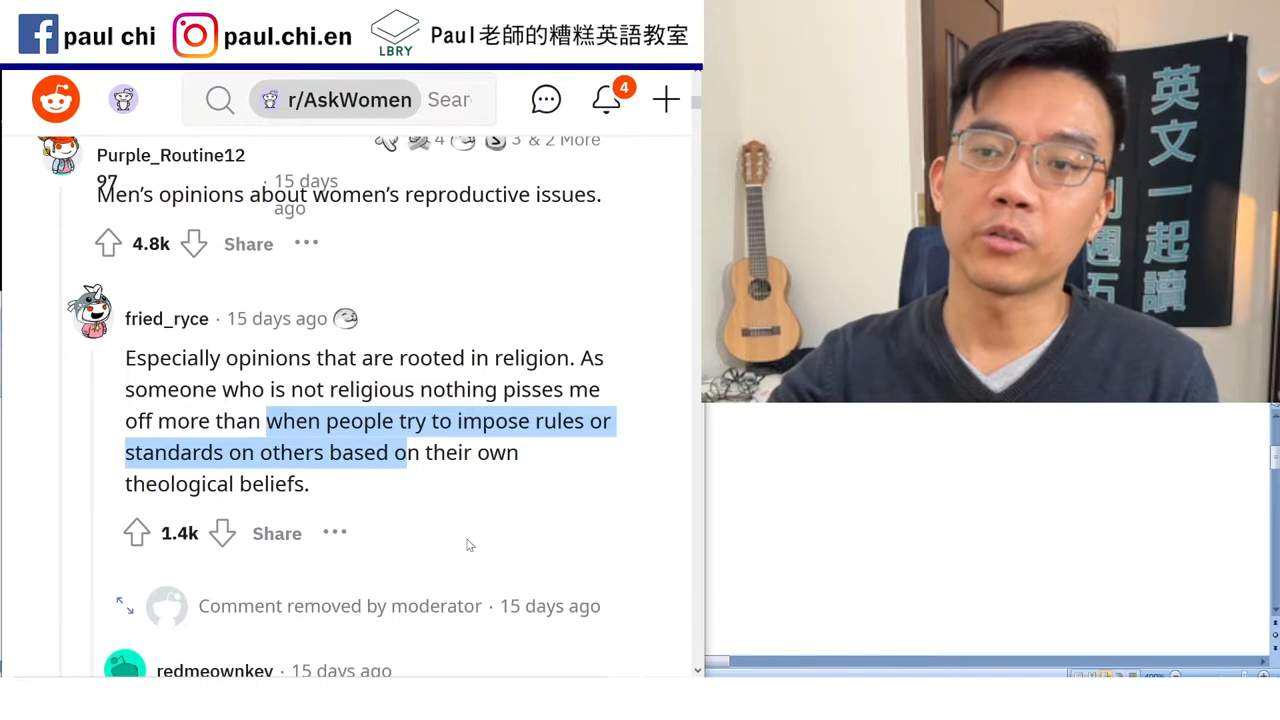 paul chi
paul.chi.en
LBRY
Paul老師的糟糕英語教室
r/AskWomen
Sear
4
4
3 & 2 More
Purple_Routine12
97
· 15 days
ago
Men's opinions about women's reproductive issues.
4.8k
Share
fried_ryce · 15 days ago
Especially opinions that are rooted in religion. As
someone who is not religious nothing pisses me
off more than when people try to impose rules or
standards on others based on their own
theological beliefs.
1.4k
Share
Comment removed by moderator · 15 days ago
redmeownkey · 15 days ago
英文一起讀
週五